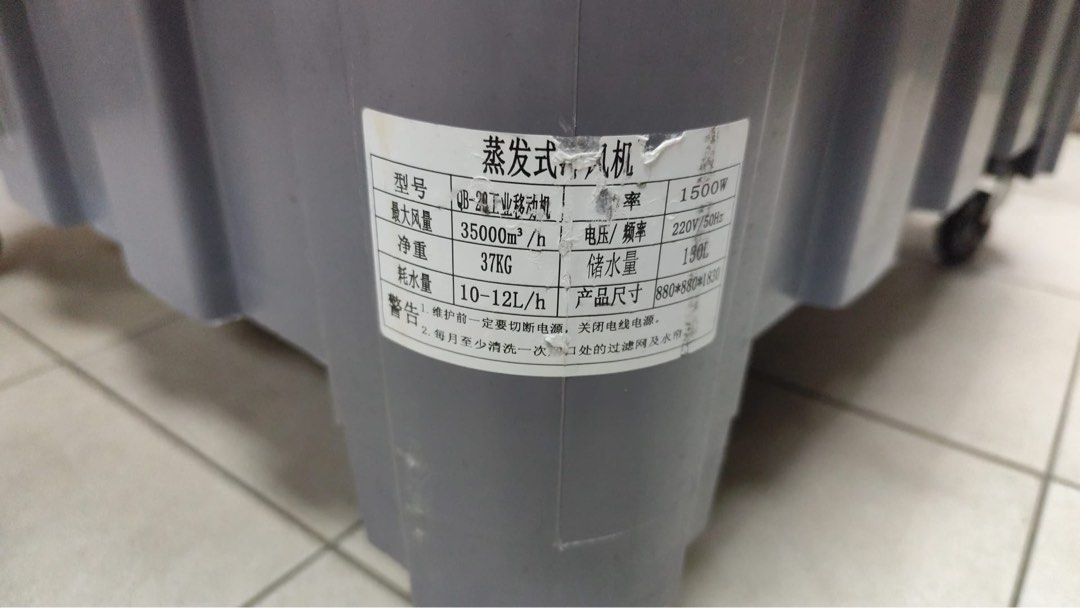 蒸发式 风机
型号 工业移动机 率 1500W
最大风量 35000m³/h 电压/频率 220V/50Hz
净重 37KG 储水量
耗水量 10-12L/h 产品尺寸 880*880*1830
警告 1.维护前一定要切断电源，关闭电线电源。
2.每月至少清洗一次 口处的过滤网及水帘